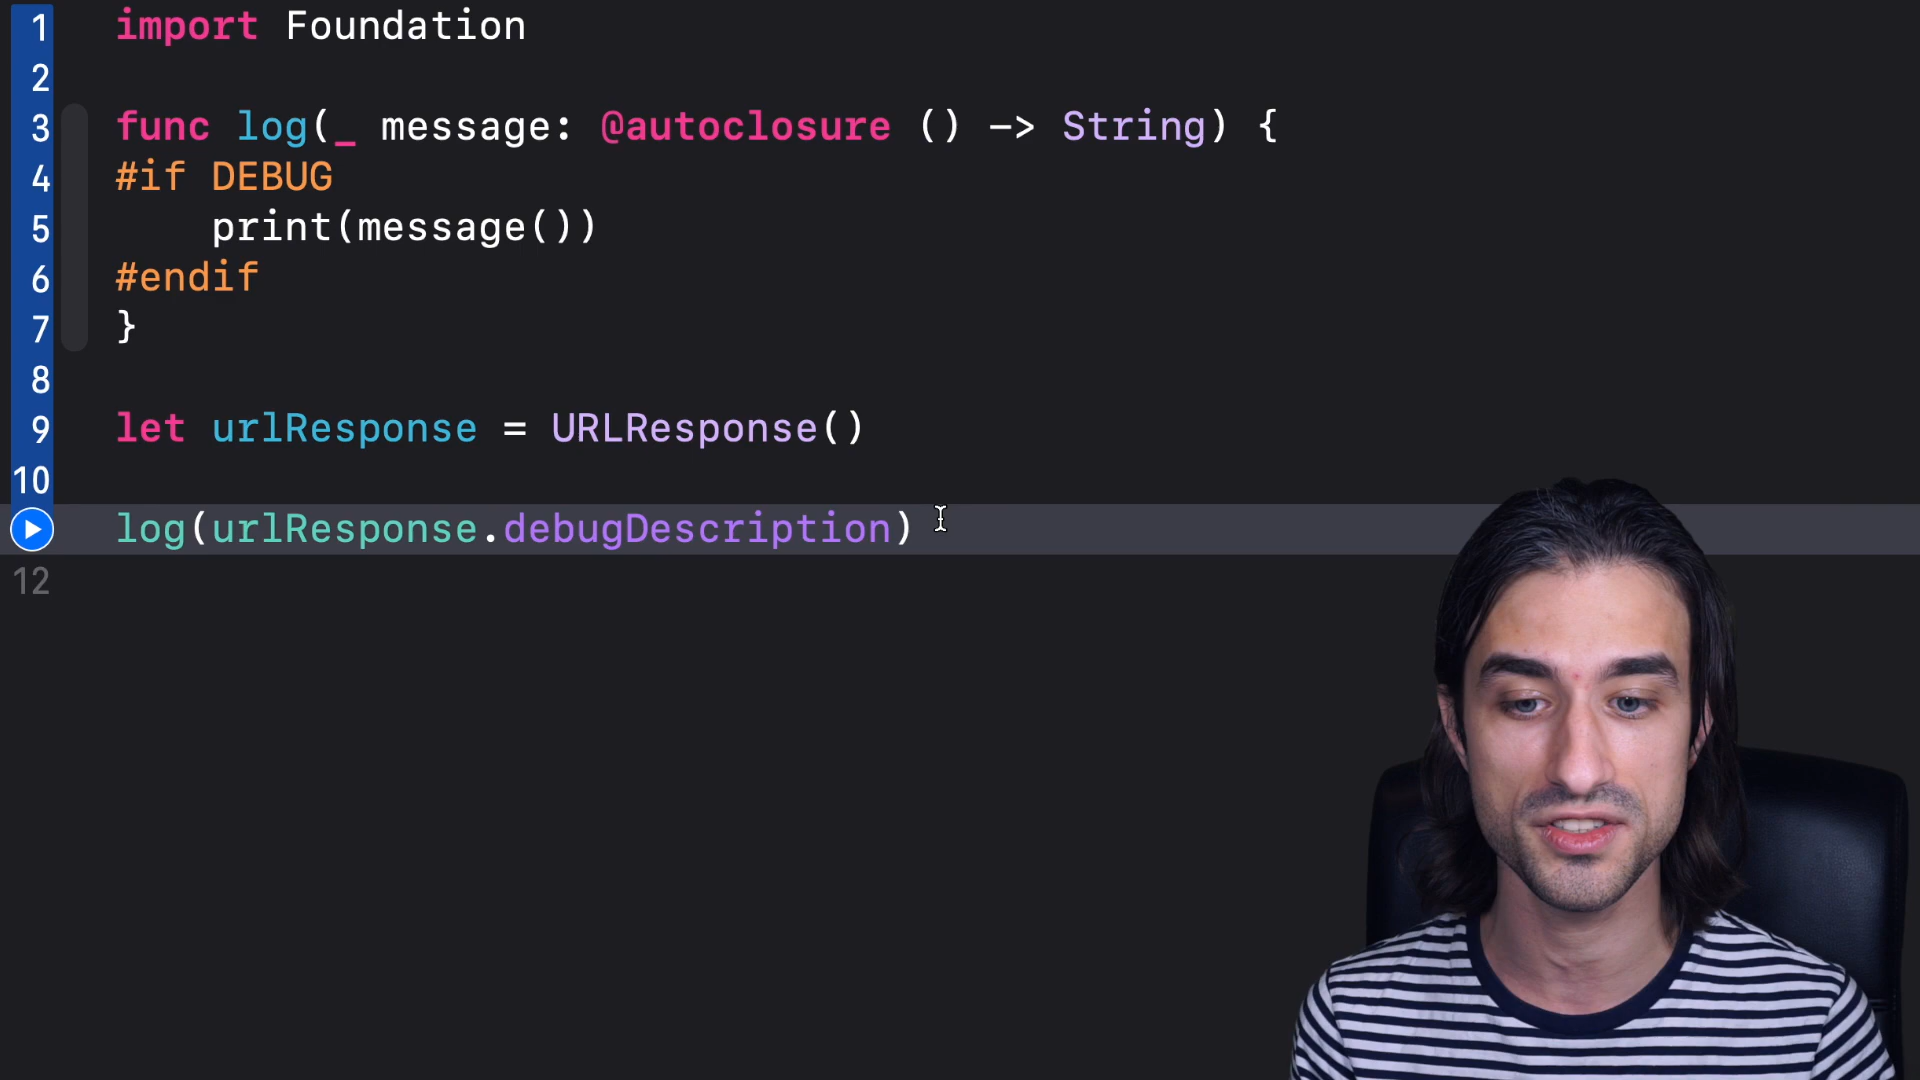 1 import Foundation
2
3 func log(_ message: @autoclosure () -> String) {
4 #if DEBUG
5 print(message())
6 #endif
7 }
8
9 let urlResponse = URLResponse()
10
log(urlResponse.debugDescription)
12